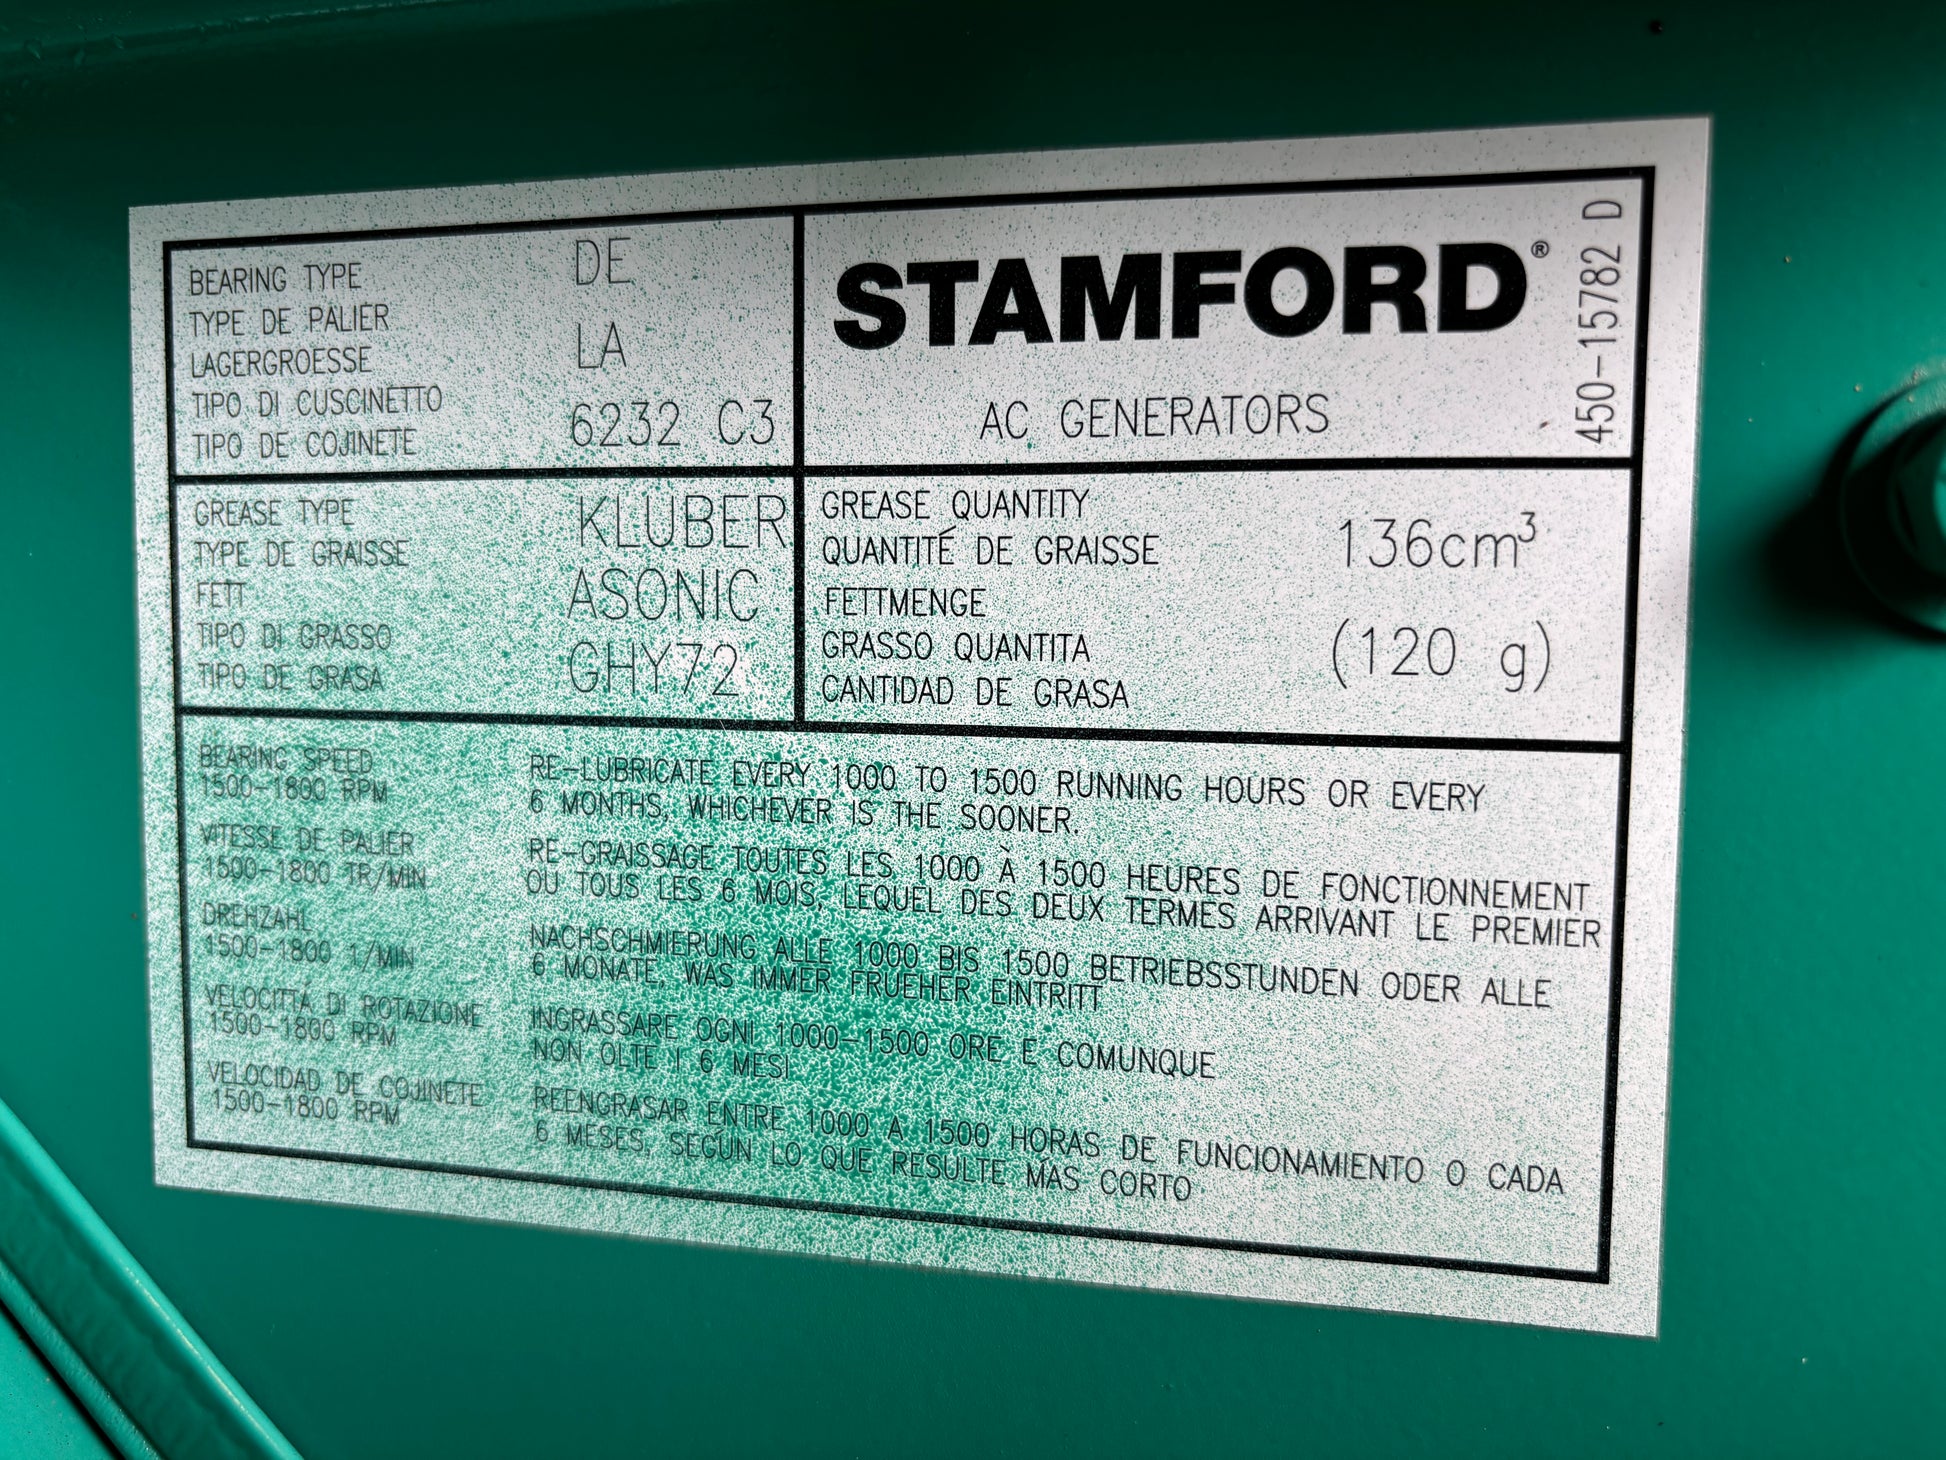 BEARING TYPE
TYPE DE PALIER
LAGERGROESSE
TIPO DI CUSCINETTO
TIPO DE COJINETE
DE
LA
6232 C3
STAMFORD®
AC GENERATORS
450-15782 D
GREASE TYPE
TYPE DE GRAISSE
FETT
TIPO DI GRASSO
TIPO DE GRASA
KLUBER
ASONIC
GHY72
GREASE QUANTITY
QUANTITÉ DE GRAISSE
FETTMENGE
GRASSO QUANTITA
CANTIDAD DE GRASA
136cm³
(120 g)
BEARING SPEED
1500-1800 RPM
RE-LUBRICATE EVERY 1000 TO 1500 RUNNING HOURS OR EVERY
6 MONTHS, WHICHEVER IS THE SOONER.
VITESSE DE PALIER
1500-1800 TR/MIN
RE-GRAISSAGE TOUTES LES 1000 À 1500 HEURES DE FONCTIONNEMENT
OU TOUS LES 6 MOIS, LEQUEL DES DEUX TERMES ARRIVANT LE PREMIER
DREHZAHL
1500-1800 1/MIN
NACHSCHMIERUNG ALLE 1000 BIS 1500 BETRIEBSSTUNDEN ODER ALLE
6 MONATE, WAS IMMER FRUEHER EINTRITT
VELOCITTÁ DI ROTAZIONE
1500-1800 RPM
INGRASSARE OGNI 1000-1500 ORE E COMUNQUE
NON OLTE I 6 MESI
VELOCIDAD DE COJINETE
1500-1800 RPM
REENGRASAR ENTRE 1000 A 1500 HORAS DE FUNCIONAMIENTO O CADA
6 MESES, SEGÚN LO QUE RESULTE MÁS CORTO